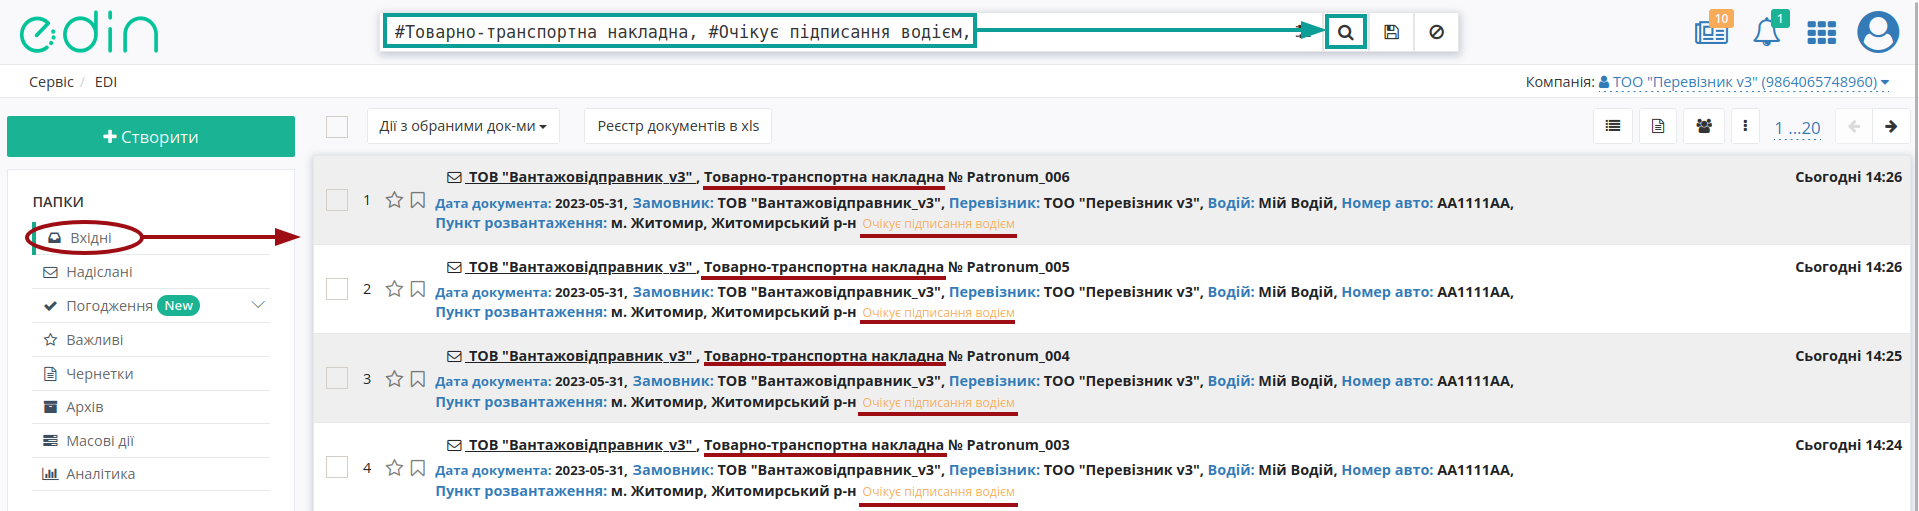 edin
#Товарно-транспортна накладна, #Очікує підписання водієм,
10
1
Сервіс / EDI
Компанія: ТОО "Перевізник v3" (9864065748960)
Створити
Дії з обраними док-ми
Реєстр документів в xls
1 ...20
ПАПКИ
Вхідні
Надіслані
Погодження New
Важливі
Чернетки
Архів
Масові дії
Аналітика
ТОВ "Вантажовідправник_v3" , Товарно-транспортна накладна № Patronum_006
Сьогодні 14:26
1
Дата документа: 2023-05-31, Замовник: ТОВ "Вантажовідправник_v3", Перевізник: ТОО "Перевізник v3", Водій: Мій Водій, Номер авто: АА1111АА,
Пункт розвантаження: м. Житомир, Житомирський р-н Очікує підписання водієм
ТОВ "Вантажовідправник_v3" , Товарно-транспортна накладна № Patronum_005
Сьогодні 14:26
2
Дата документа: 2023-05-31, Замовник: ТОВ "Вантажовідправник_v3", Перевізник: ТОО "Перевізник v3", Водій: Мій Водій, Номер авто: АА1111АА,
Пункт розвантаження: м. Житомир, Житомирський р-н Очікує підписання водієм
ТОВ "Вантажовідправник_v3" , Товарно-транспортна накладна № Patronum_004
Сьогодні 14:25
3
Дата документа: 2023-05-31, Замовник: ТОВ "Вантажовідправник_v3", Перевізник: ТОО "Перевізник v3", Водій: Мій Водій, Номер авто: АА1111АА,
Пункт розвантаження: м. Житомир, Житомирський р-н Очікує підписання водієм
ТОВ "Вантажовідправник_v3" , Товарно-транспортна накладна № Patronum_003
Сьогодні 14:24
4
Дата документа: 2023-05-31, Замовник: ТОВ "Вантажовідправник_v3", Перевізник: ТОО "Перевізник v3", Водій: Мій Водій, Номер авто: АА1111АА,
Пункт розвантаження: м. Житомир, Житомирський р-н Очікує підписання водієм